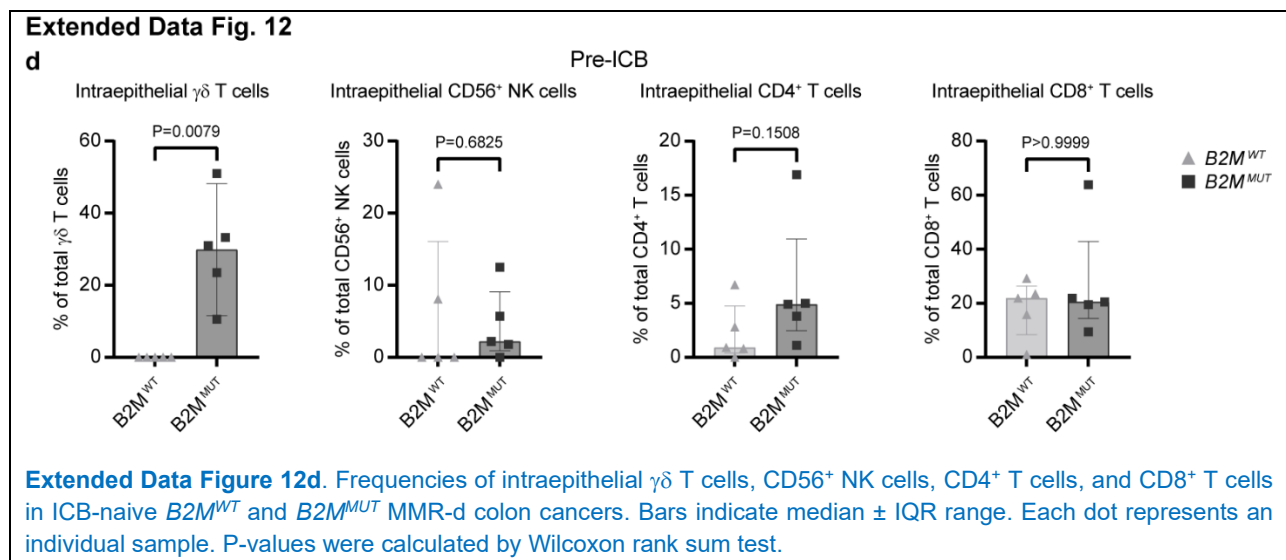 Extended Data Fig. 12
d
Pre-ICB
Intraepithelial γδ T cells
Intraepithelial CD56⁺ NK cells
Intraepithelial CD4⁺ T cells
Intraepithelial CD8⁺ T cells
% of total γδ T cells
60
40
20
0
P=0.0079
B2M^WT
B2M^MUT
% of total CD56⁺ NK cells
30
20
10
0
P=0.6825
B2M^WT
B2M^MUT
% of total CD4⁺ T cells
20
15
10
5
0
P=0.1508
B2M^WT
B2M^MUT
% of total CD8⁺ T cells
80
60
40
20
0
P>0.9999
B2M^WT
B2M^MUT
B2M^WT
B2M^MUT
Extended Data Figure 12d. Frequencies of intraepithelial γδ T cells, CD56⁺ NK cells, CD4⁺ T cells, and CD8⁺ T cells
in ICB-naive B2M^WT and B2M^MUT MMR-d colon cancers. Bars indicate median ± IQR range. Each dot represents an
individual sample. P-values were calculated by Wilcoxon rank sum test.